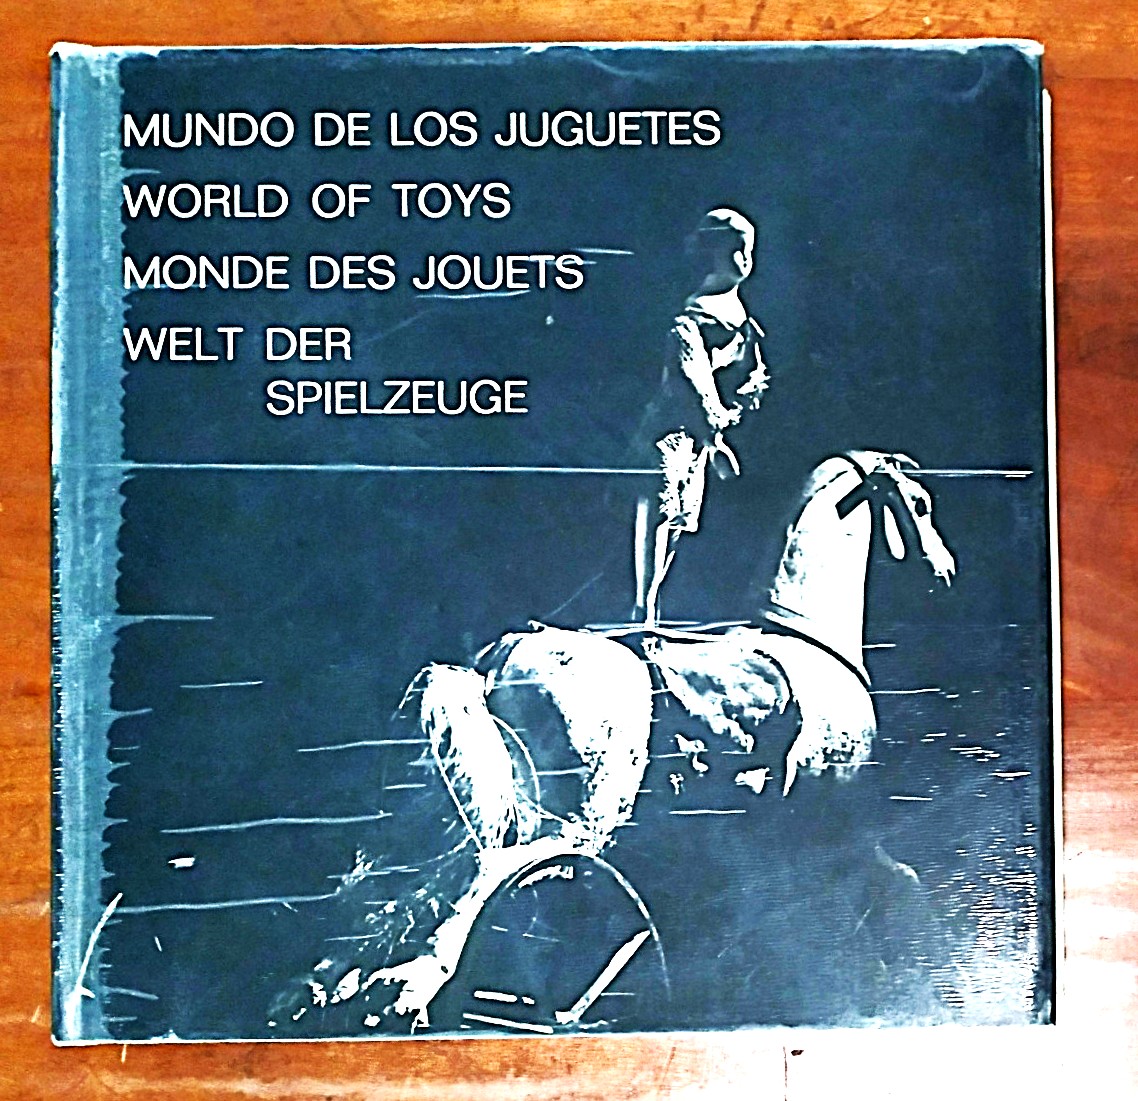 MUNDO DE LOS JUGUETES
WORLD OF TOYS
MONDE DES JOUETS
WELT DER
SPIELZEUGE